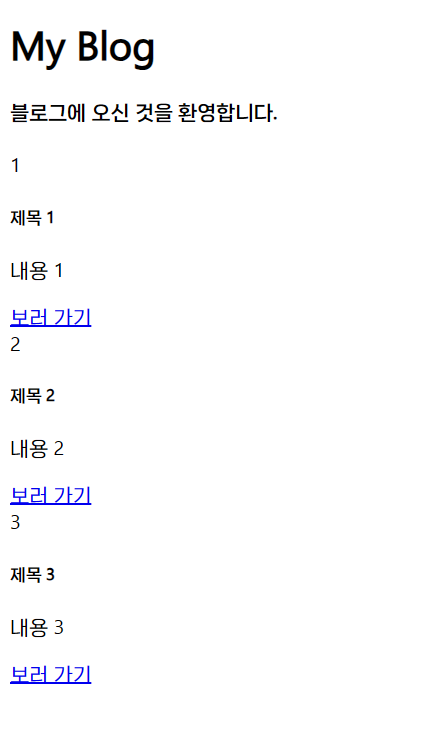 My Blog
블로그에 오신 것을 환영합니다.
1
제목 1
내용 1
보러 가기
2
제목 2
내용 2
보러 가기
3
제목 3
내용 3
보러 가기